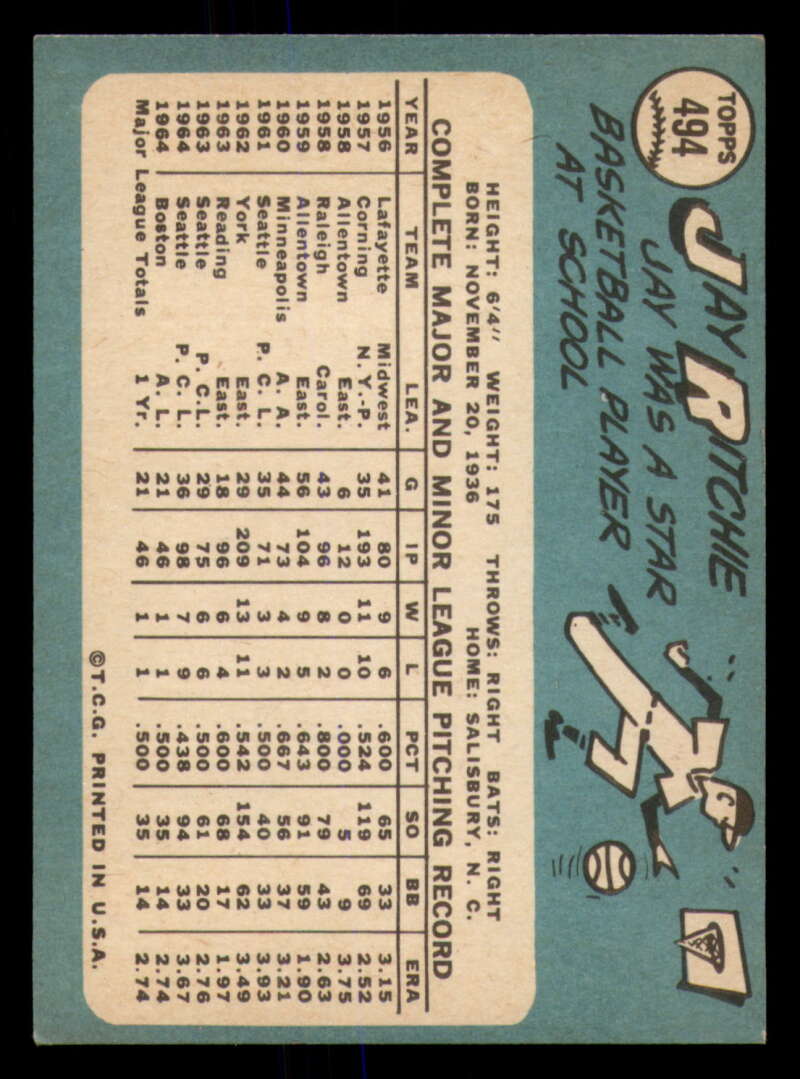 TOPPS
494
JAY RITCHIE
JAY WAS A STAR
BASKETBALL PLAYER
AT SCHOOL
HEIGHT: 6'4" WEIGHT: 175 THROWS: RIGHT BATS: RIGHT
BORN: NOVEMBER 20, 1936 HOME: SALISBURY, N. C.
COMPLETE MAJOR AND MINOR LEAGUE PITCHING RECORD
YEAR TEAM LEA. G IP W L PCT SO BB ERA
1956 Lafayette Midwest 41 80 9 6 .600 65 33 3.15
1957 Corning N. Y.-P. 35 193 11 10 .524 119 69 2.52
1958 Allentown East. 6 12 0 0 .000 5 9 3.75
1958 Raleigh Carol. 43 96 8 2 .800 79 43 2.63
1959 Allentown East. 56 104 9 5 .643 91 59 1.90
1960 Minneapolis A. A. 44 73 4 2 .667 56 37 3.21
1961 Seattle P. C. L. 35 71 3 3 .500 40 33 3.93
1962 York East. 29 209 13 11 .542 154 62 3.49
1963 Reading East. 18 96 6 4 .600 68 17 1.97
1963 Seattle P. C.L. 29 75 6 6 .500 61 20 2.76
1964 Seattle P. C. L. 36 98 7 9 .438 94 33 3.67
1964 Boston A. L. 21 46 1 1 .500 35 14 2.74
Major League Totals 1 Yr. 21 46 1 1 .500 35 14 2.74
©T.C.G. PRINTED IN U.S.A.